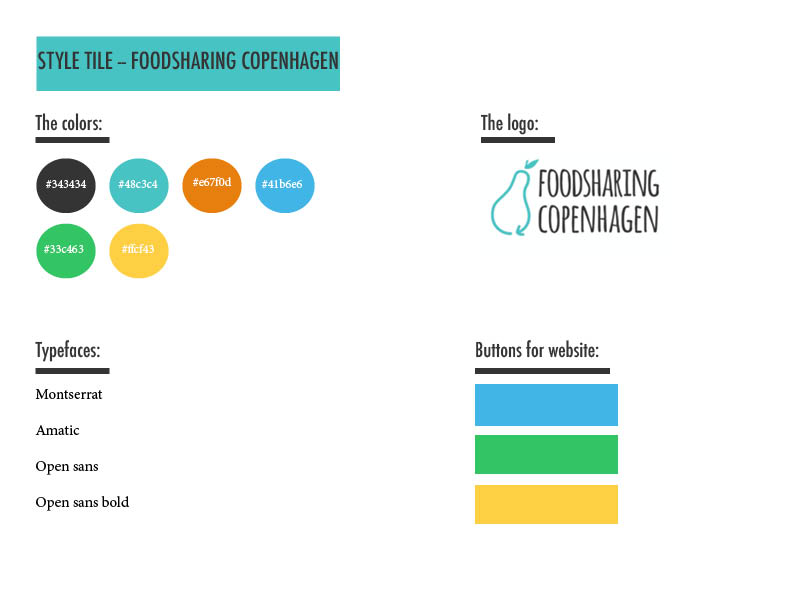 STYLE TILE – FOODSHARING COPENHAGEN
The colors:
#343434
#48c3c4
#e67f0d
#41b6e6
#33c463
#ffcf43
The logo:
FOODSHARING
COPENHAGEN
Typefaces:
Montserrat
Amatic
Open sans
Open sans bold
Buttons for website: